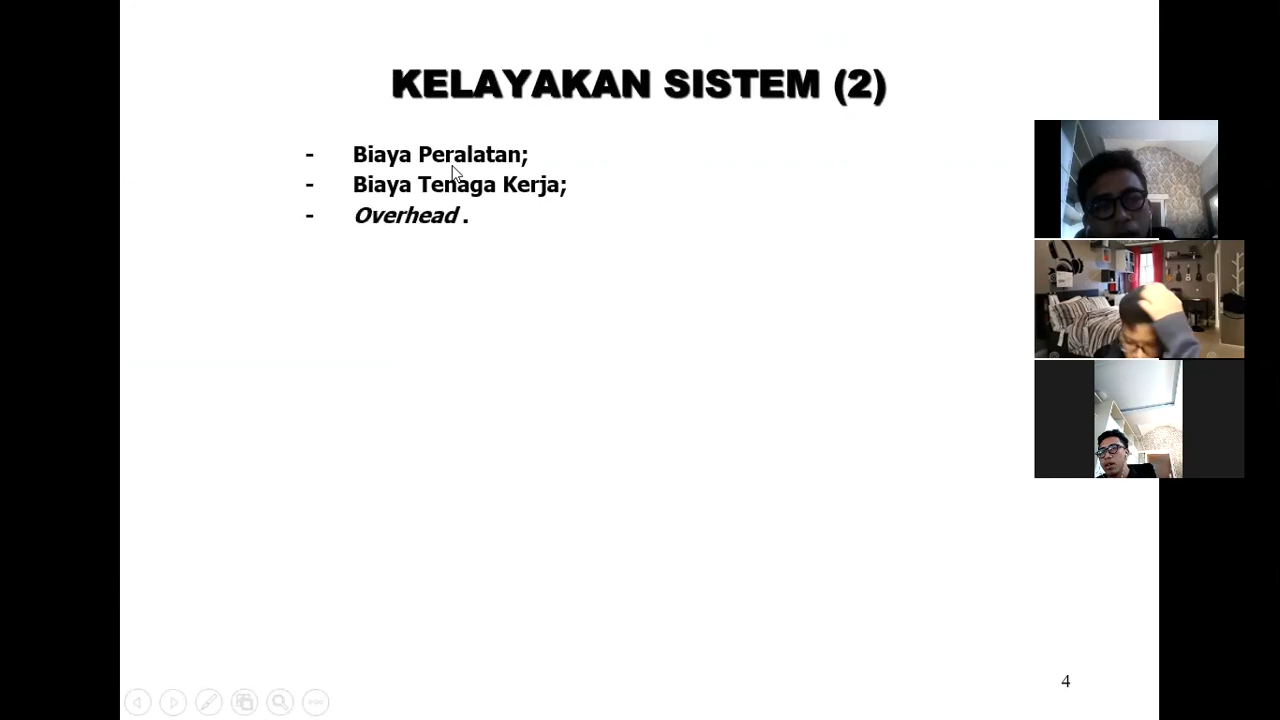 KELAYAKAN SISTEM (2)
- Biaya Peralatan;
- Biaya Tenaga Kerja;
- Overhead .
4